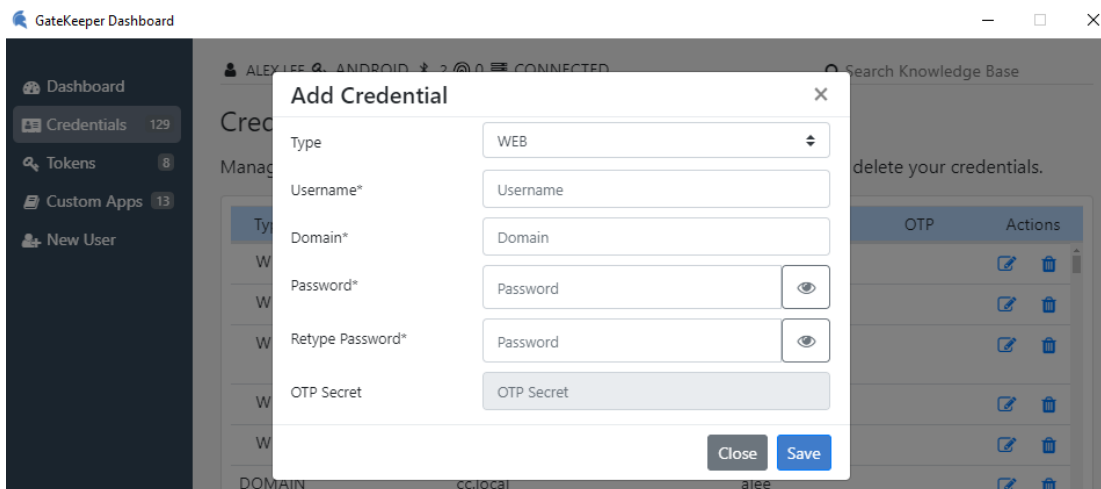 GateKeeper Dashboard
ALEX LEE ANDROID 2 0 CONNECTED
Search Knowledge Base
Dashboard
Credentials 129
Tokens 8
Custom Apps 13
New User
Add Credential
Type WEB
Username* Username
Domain* Domain
Password* Password
Retype Password* Password
OTP Secret OTP Secret
Close Save
delete your credentials.
OTP Actions
W
W
W
W
W
DOMAIN cc.local alee